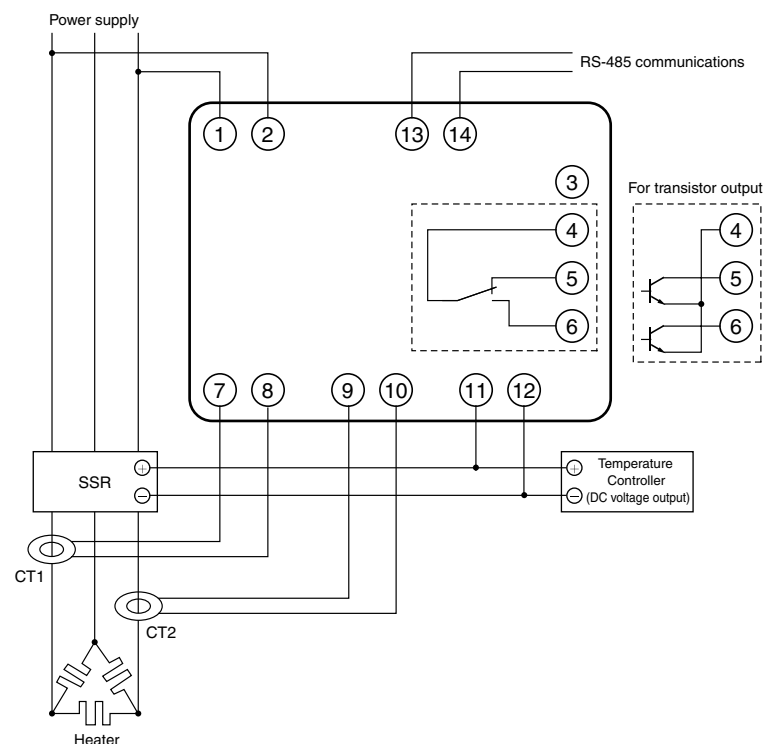 Power supply
RS-485 communications
1 2 13 14
3
For transistor output
4 4
5 5
6 6
7 8 9 10 11 12
SSR
+
−
+
−
Temperature
Controller
(DC voltage output)
CT1
CT2
Heater